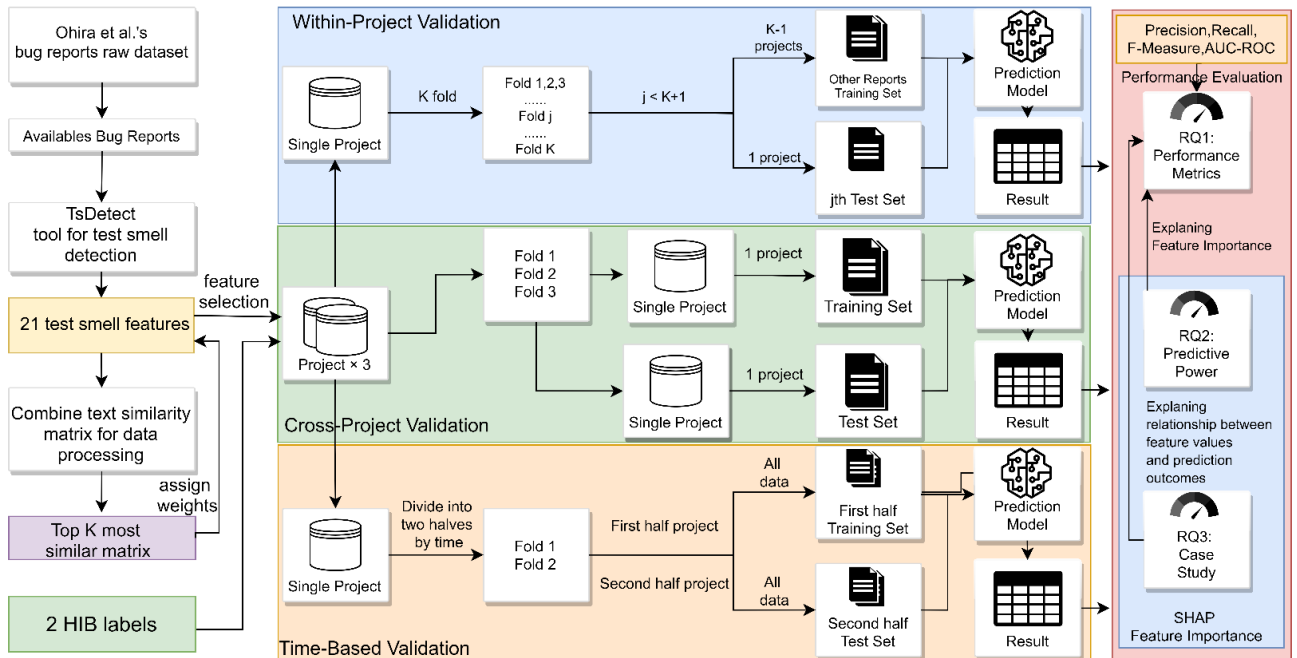 Ohira et al.'s
bug reports raw dataset
Availables Bug Reports
TsDetect
tool for test smell
detection
21 test smell features
Combine text similarity
matrix for data
processing
Top K most
similar matrix
2 HIB labels
feature
selection
assign
weights
Within-Project Validation
Single Project
K fold
Fold 1,2,3
......
Fold j
......
Fold K
j < K+1
K-1
projects
1 project
Other Reports
Training Set
jth Test Set
Prediction
Model
Result
Project × 3
Cross-Project Validation
Fold 1
Fold 2
Fold 3
Single Project
Single Project
1 project
1 project
Training Set
Test Set
Prediction
Model
Result
Single Project
Divide into
two halves
by time
Fold 1
Fold 2
First half project
Second half project
All
data
All
data
First half
Training Set
Second half
Test Set
Prediction
Model
Result
Time-Based Validation
Precision,Recall,
F-Measure,AUC-ROC
Performance Evaluation
RQ1:
Performance
Metrics
Explaning
Feature Importance
RQ2:
Predictive
Power
Explaning
relationship between
feature values
and prediction
outcomes
RQ3:
Case
Study
SHAP
Feature Importance